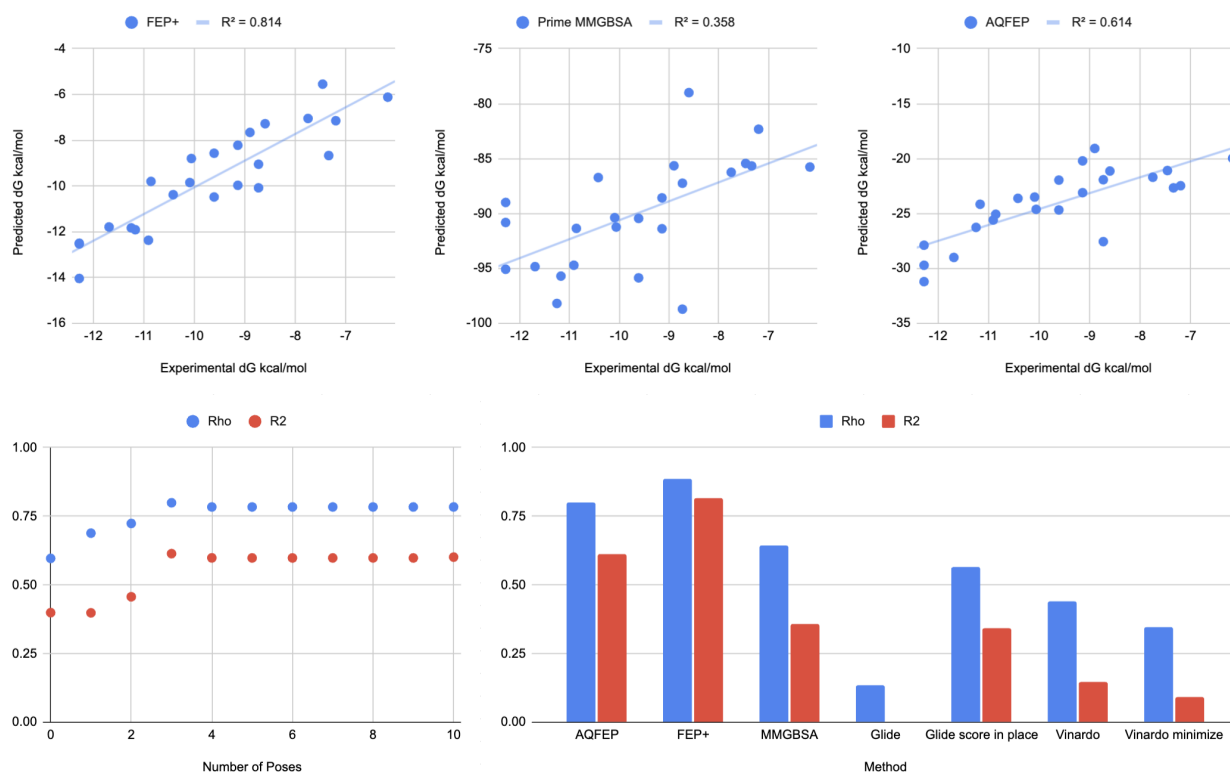 FEP+ R² = 0.814
Predicted dG kcal/mol
-4
-6
-8
-10
-12
-14
-16
-12 -11 -10 -9 -8 -7
Experimental dG kcal/mol
Prime MMGBSA R² = 0.358
Predicted dG kcal/mol
-75
-85
-90
-95
-100
-12 -11 -10 -9 -8 -7
Experimental dG kcal/mol
AQFEP R² = 0.614
Predicted dG kcal/mol
-10
-15
-20
-25
-30
-35
-12 -11 -10 -9 -8 -7
Experimental dG kcal/mol
Rho R2
1.00
0.75
0.50
0.25
0.00
0 2 4 6 8 10
Number of Poses
Rho R2
1.00
0.75
0.50
0.25
0.00
AQFEP FEP+ MMGBSA Glide Glide score in place Vinardo Vinardo minimize
Method